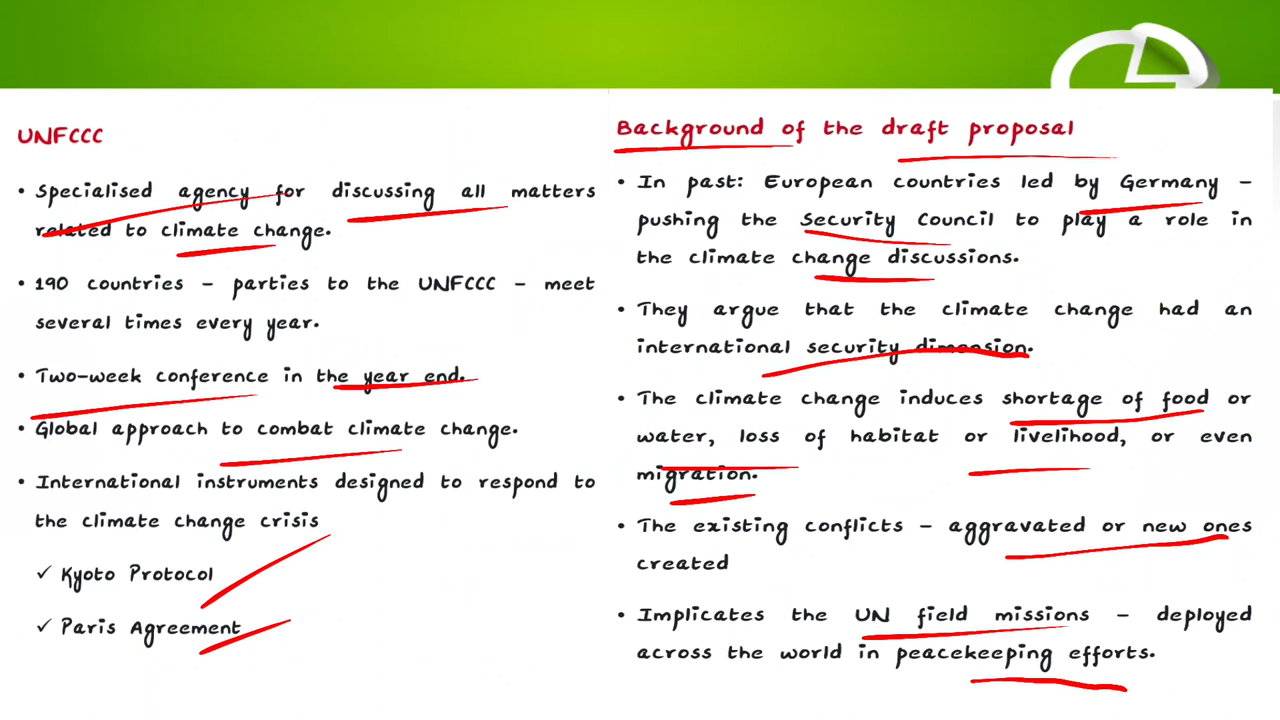 UNFCCC
• Specialised agency for discussing all matters
related to climate change.
• 190 countries – parties to the UNFCCC – meet
several times every year.
• Two-week conference in the year end.
• Global approach to combat climate change.
• International instruments designed to respond to
the climate change crisis
✓ Kyoto Protocol
✓ Paris Agreement
Background of the draft proposal
• In past: European countries led by Germany –
pushing the Security Council to play a role in
the climate change discussions.
• They argue that the climate change had an
international security dimension.
• The climate change induces shortage of food or
water, loss of habitat or livelihood, or even
migration.
• The existing conflicts – aggravated or new ones
created
• Implicates the UN field missions – deployed
across the world in peacekeeping efforts.